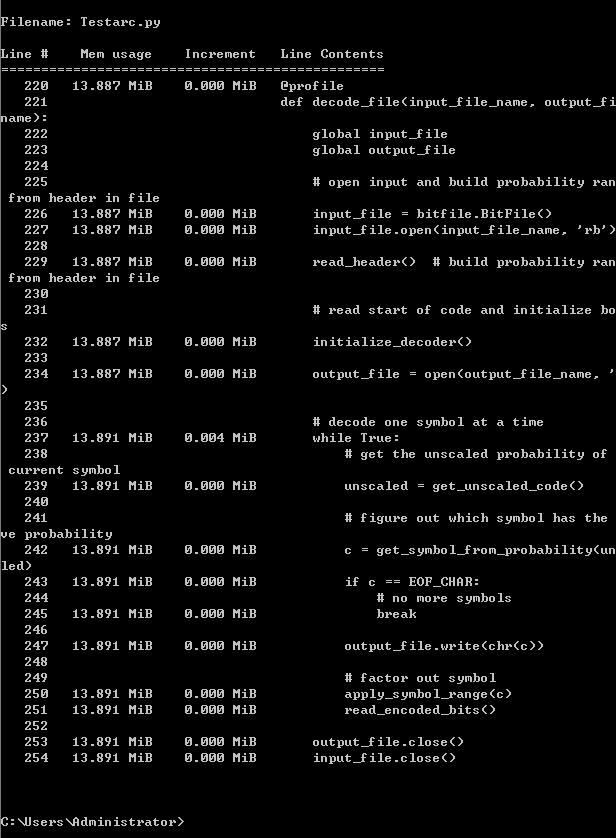 Filename: Testarc.py
Line #    Mem usage    Increment   Line Contents
================================================
   220   13.887 MiB    0.000 MiB   @profile
   221                             def decode_file(input_file_name, output_fi
name):
   222                                 global input_file
   223                                 global output_file
   224
   225                                 # open input and build probability ran
 from header in file
   226   13.887 MiB    0.000 MiB       input_file = bitfile.BitFile()
   227   13.887 MiB    0.000 MiB       input_file.open(input_file_name, 'rb')
   228
   229   13.887 MiB    0.000 MiB       read_header()  # build probability ran
 from header in file
   230
   231                                 # read start of code and initialize bo
s
   232   13.887 MiB    0.000 MiB       initialize_decoder()
   233
   234   13.887 MiB    0.000 MiB       output_file = open(output_file_name, '
)
   235
   236                                 # decode one symbol at a time
   237   13.891 MiB    0.004 MiB       while True:
   238                                     # get the unscaled probability of
 current symbol
   239   13.891 MiB    0.000 MiB           unscaled = get_unscaled_code()
   240
   241                                     # figure out which symbol has the
ve probability
   242   13.891 MiB    0.000 MiB           c = get_symbol_from_probability(un
led)
   243   13.891 MiB    0.000 MiB           if c == EOF_CHAR:
   244                                         # no more symbols
   245   13.891 MiB    0.000 MiB               break
   246
   247   13.891 MiB    0.000 MiB           output_file.write(chr(c))
   248
   249                                     # factor out symbol
   250   13.891 MiB    0.000 MiB           apply_symbol_range(c)
   251   13.891 MiB    0.000 MiB           read_encoded_bits()
   252
   253   13.891 MiB    0.000 MiB       output_file.close()
   254   13.891 MiB    0.000 MiB       input_file.close()
C:\Users\Administrator>